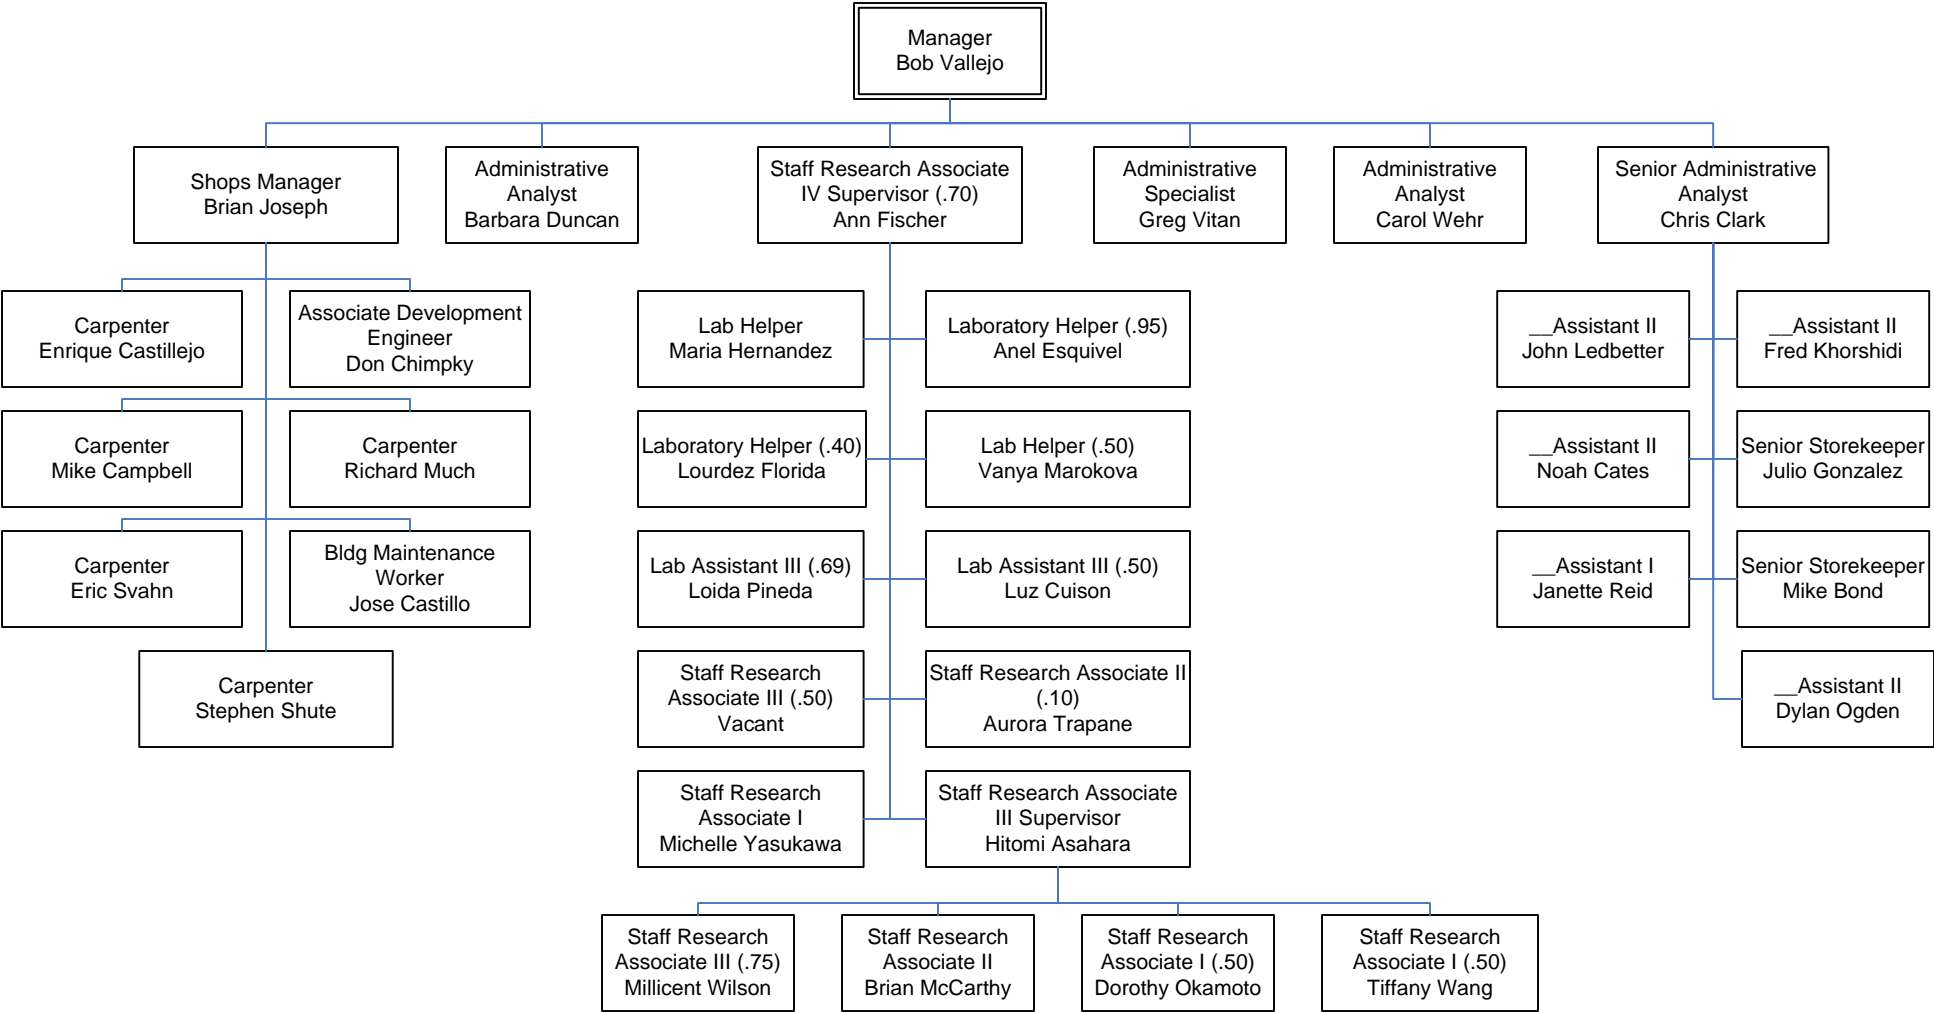 Manager
Bob Vallejo
Shops Manager
Brian Joseph
Administrative
Analyst
Barbara Duncan
Staff Research Associate
IV Supervisor (.70)
Ann Fischer
Administrative
Specialist
Greg Vitan
Administrative
Analyst
Carol Wehr
Senior Administrative
Analyst
Chris Clark
Carpenter
Enrique Castillejo
Associate Development
Engineer
Don Chimpky
Carpenter
Mike Campbell
Carpenter
Richard Much
Carpenter
Eric Svahn
Bldg Maintenance
Worker
Jose Castillo
Carpenter
Stephen Shute
Lab Helper
Maria Hernandez
Laboratory Helper (.95)
Anel Esquivel
Laboratory Helper (.40)
Lourdez Florida
Lab Helper (.50)
Vanya Marokova
Lab Assistant III (.69)
Loida Pineda
Lab Assistant III (.50)
Luz Cuison
Staff Research
Associate III (.50)
Vacant
Staff Research Associate II
(.10)
Aurora Trapane
Staff Research
Associate I
Michelle Yasukawa
Staff Research Associate
III Supervisor
Hitomi Asahara
Staff Research
Associate III (.75)
Millicent Wilson
Staff Research
Associate II
Brian McCarthy
Staff Research
Associate I (.50)
Dorothy Okamoto
Staff Research
Associate I (.50)
Tiffany Wang
__Assistant II
John Ledbetter
__Assistant II
Fred Khorshidi
__Assistant II
Noah Cates
Senior Storekeeper
Julio Gonzalez
__Assistant I
Janette Reid
Senior Storekeeper
Mike Bond
__Assistant II
Dylan Ogden